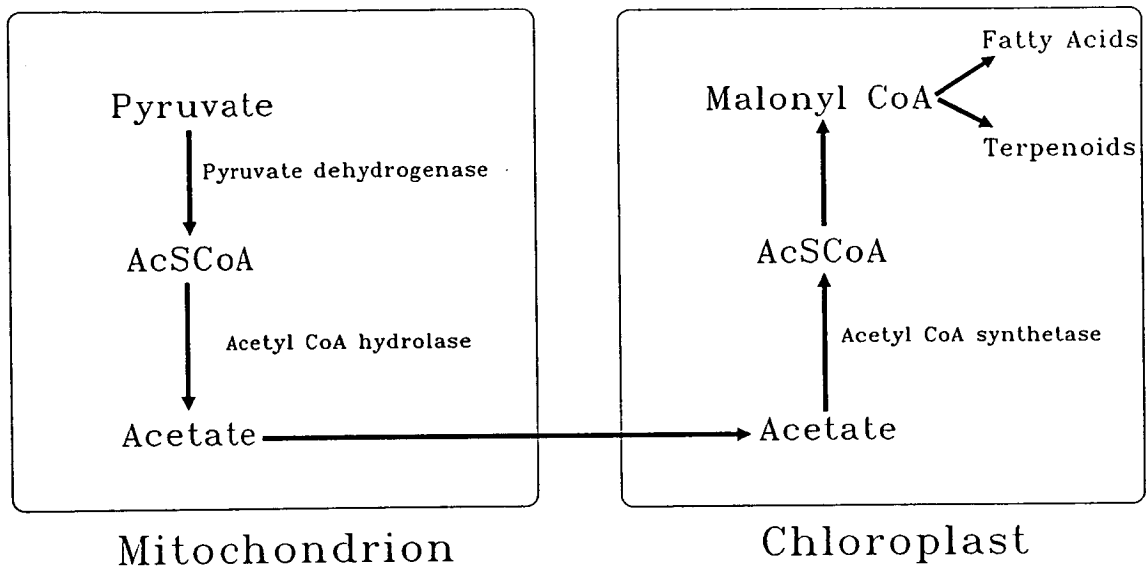 Pyruvate
Pyruvate dehydrogenase
AcSCoA
Acetyl CoA hydrolase
Acetate
Mitochondrion
Fatty Acids
Malonyl CoA
Terpenoids
AcSCoA
Acetyl CoA synthetase
Acetate
Chloroplast